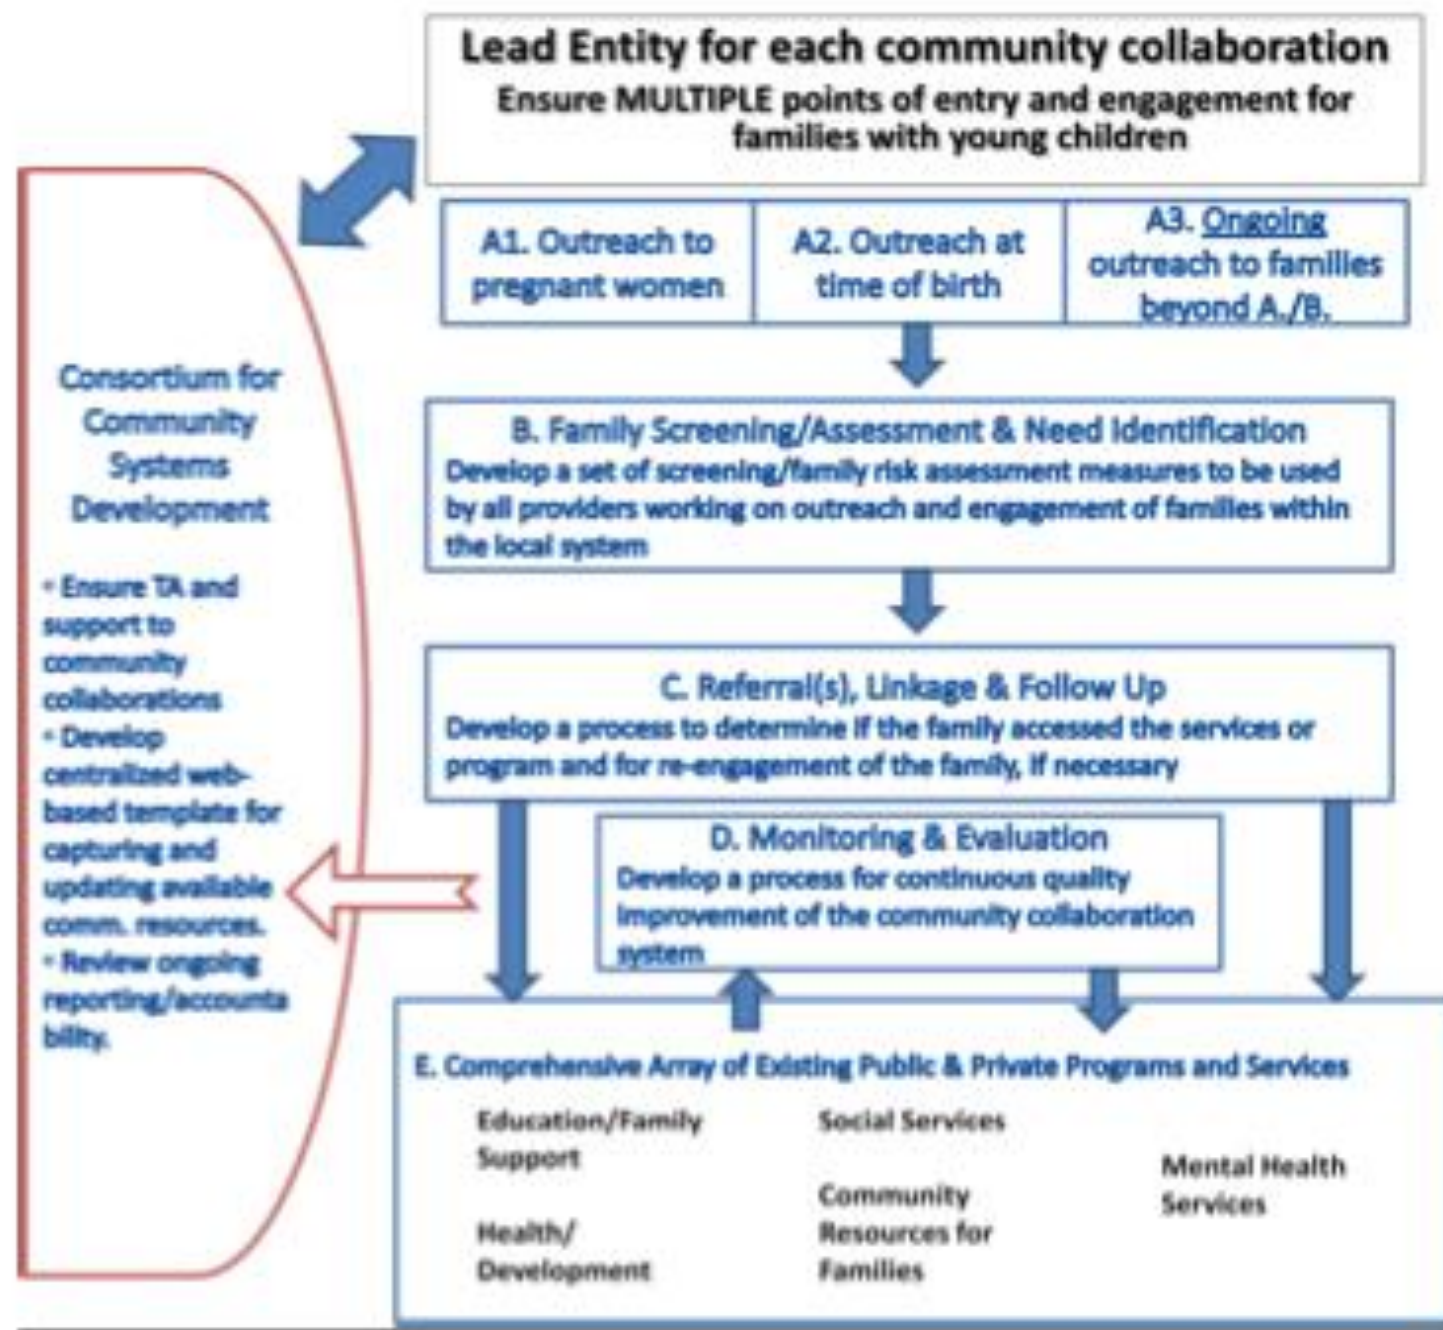 Lead Entity for each community collaboration
Ensure MULTIPLE points of entry and engagement for
families with young children
A1. Outreach to
pregnant women
A2. Outreach at
time of birth
A3. Ongoing
outreach to families
beyond A./B.
Consortium for
Community
Systems
Development
• Ensure TA and
support to
community
collaborations
• Develop
centralized web-
based template for
capturing and
updating available
comm. resources.
• Review ongoing
reporting/accounta
bility.
B. Family Screening/Assessment & Need Identification
Develop a set of screening/family risk assessment measures to be used
by all providers working on outreach and engagement of families within
the local system
C. Referral(s), Linkage & Follow Up
Develop a process to determine if the family accessed the services or
program and for re-engagement of the family, if necessary
D. Monitoring & Evaluation
Develop a process for continuous quality
improvement of the community collaboration
system
E. Comprehensive Array of Existing Public & Private Programs and Services
Education/Family
Support
Health/
Development
Social Services
Community
Resources for
Families
Mental Health
Services